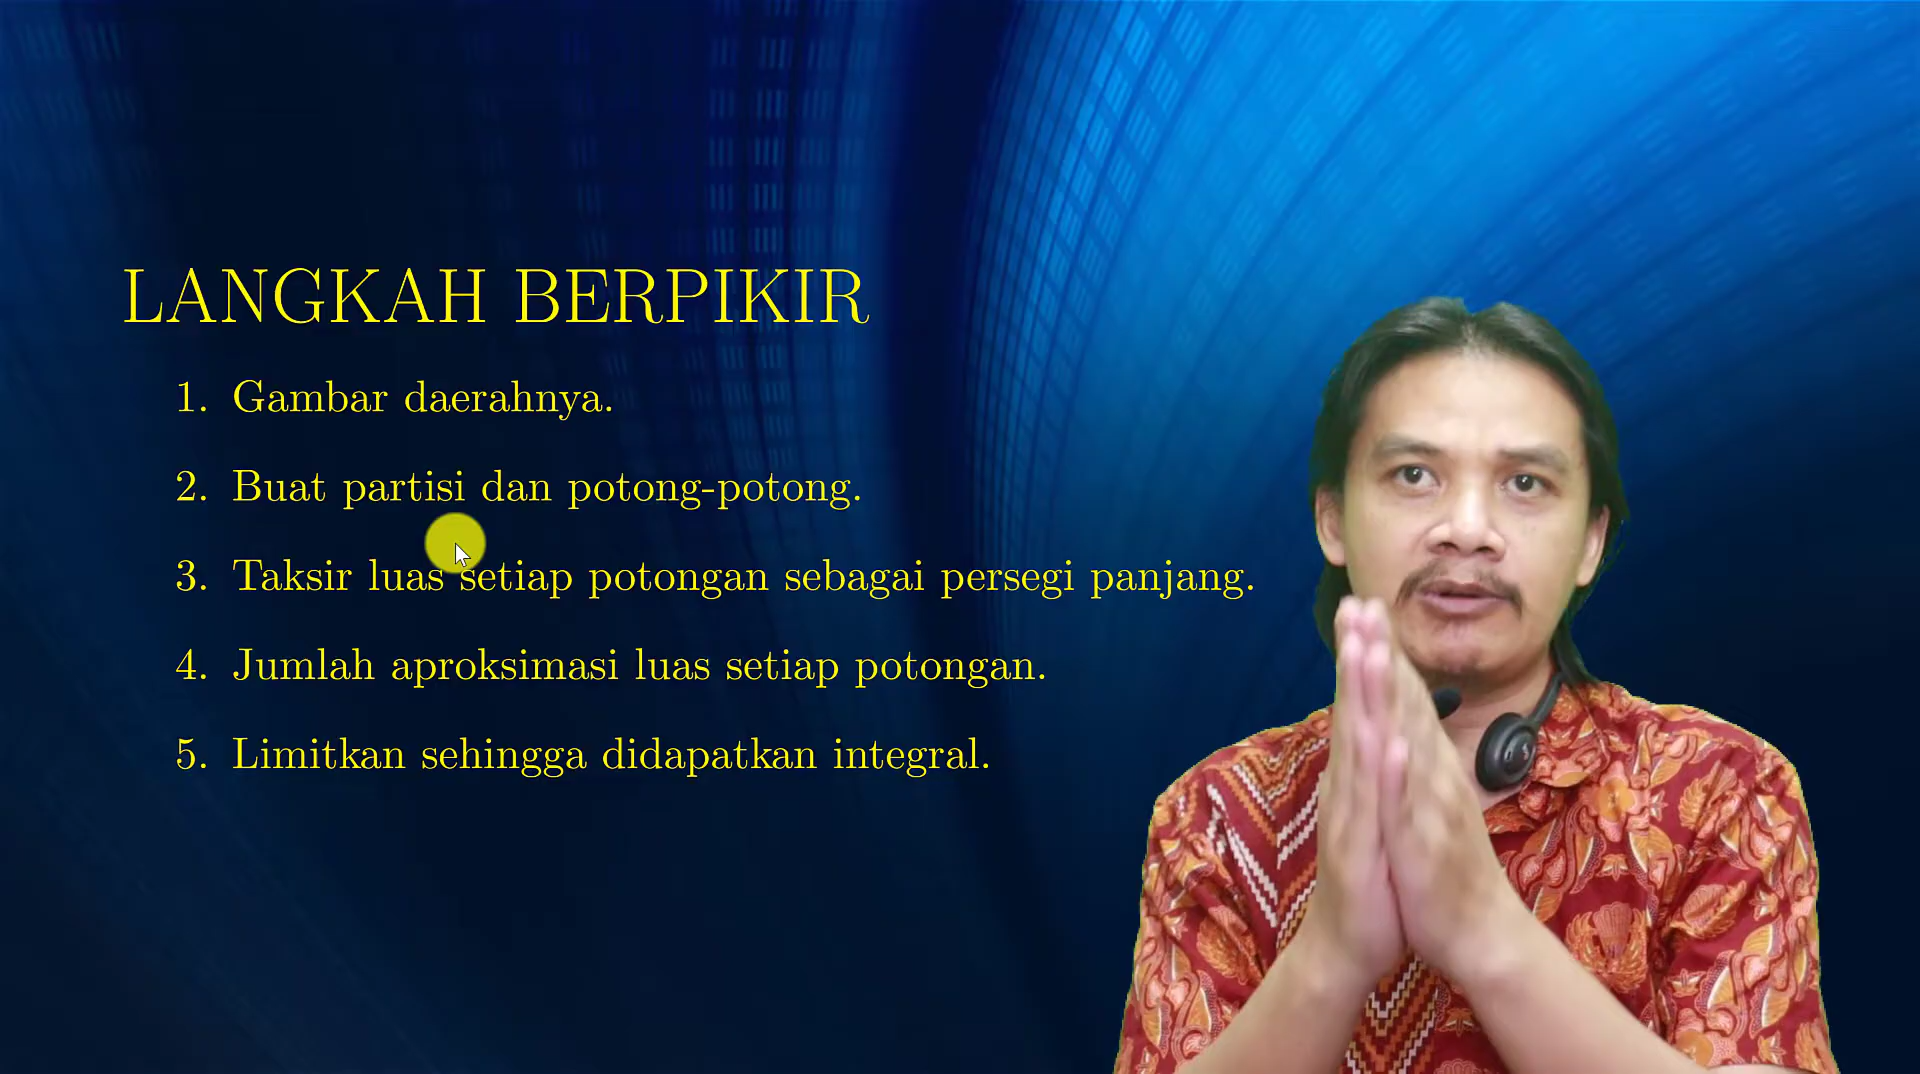 LANGKAH BERPIKIR
1. Gambar daerahnya.
2. Buat partisi dan potong-potong.
3. Taksir luas setiap potongan sebagai persegi panjang.
4. Jumlah aproksimasi luas setiap potongan.
5. Limitkan sehingga didapatkan integral.